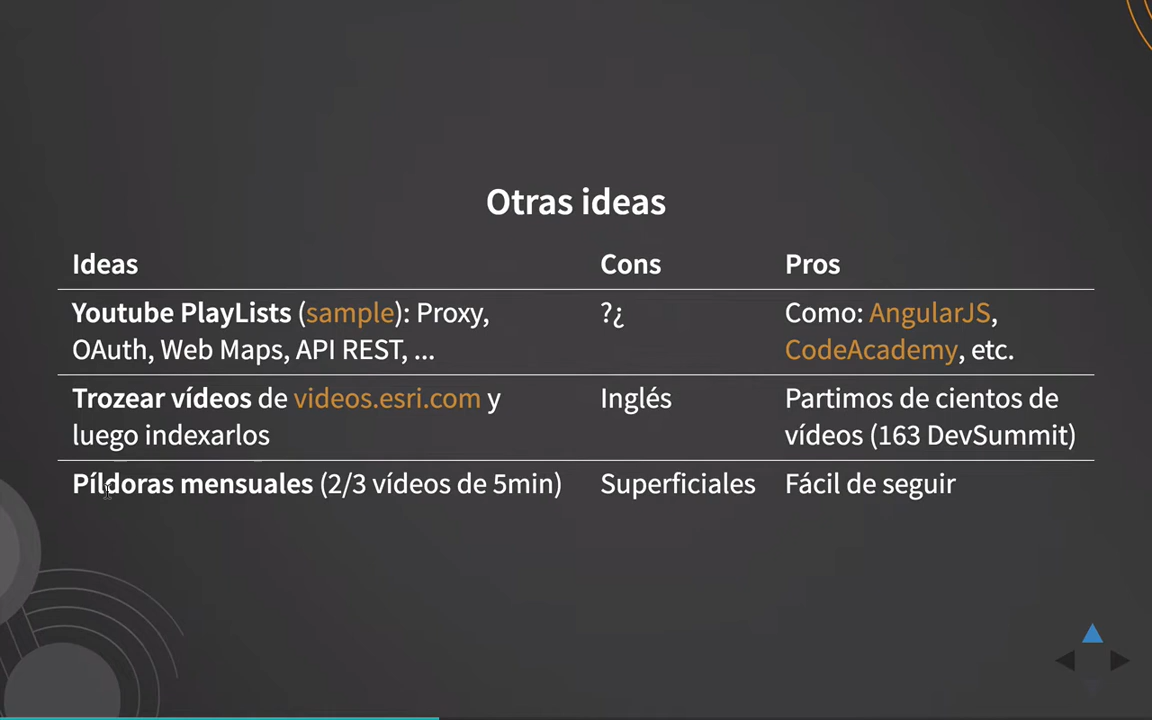 Otras ideas
Ideas Cons Pros
Youtube PlayLists (sample): Proxy, ?¿ Como: AngularJS,
OAuth, Web Maps, API REST, ... CodeAcademy, etc.
Trozear vídeos de videos.esri.com y Inglés Partimos de cientos de
luego indexarlos vídeos (163 DevSummit)
Píldoras mensuales (2/3 vídeos de 5min) Superficiales Fácil de seguir